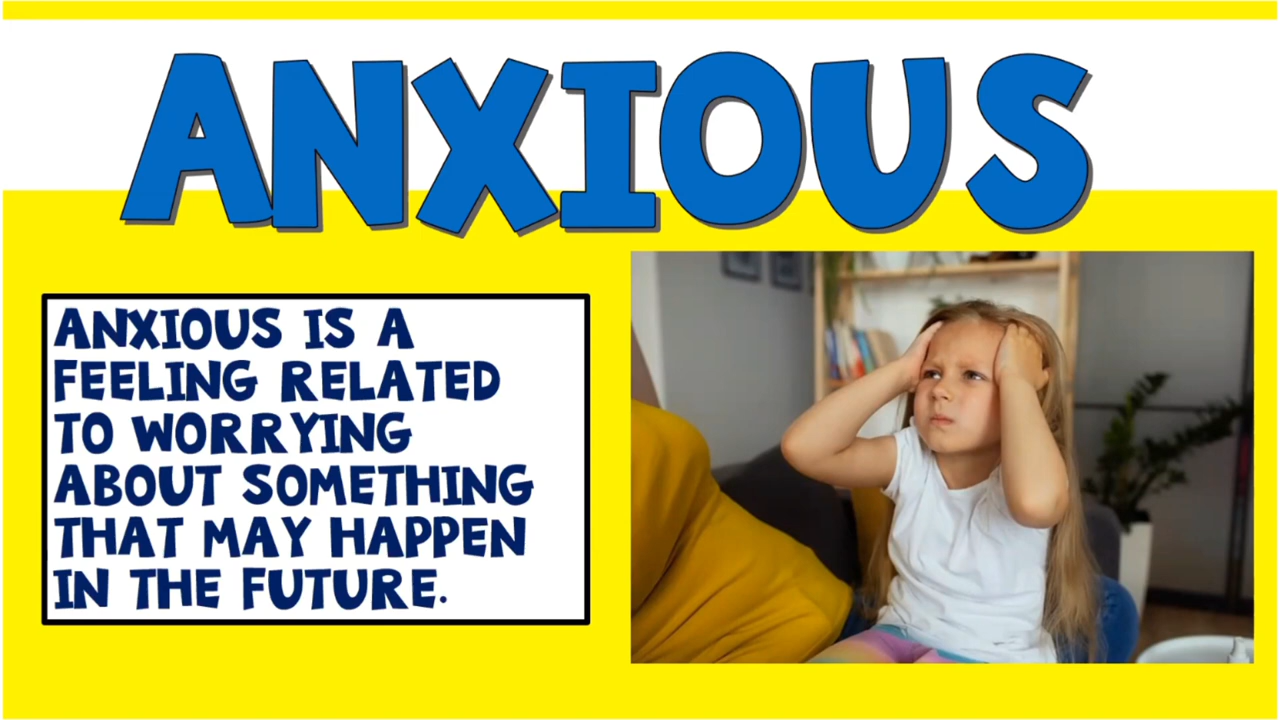 ANXIOUS
ANXIOUS IS A
FEELING RELATED
TO WORRYING
ABOUT SOMETHING
THAT MAY HAPPEN
IN THE FUTURE.